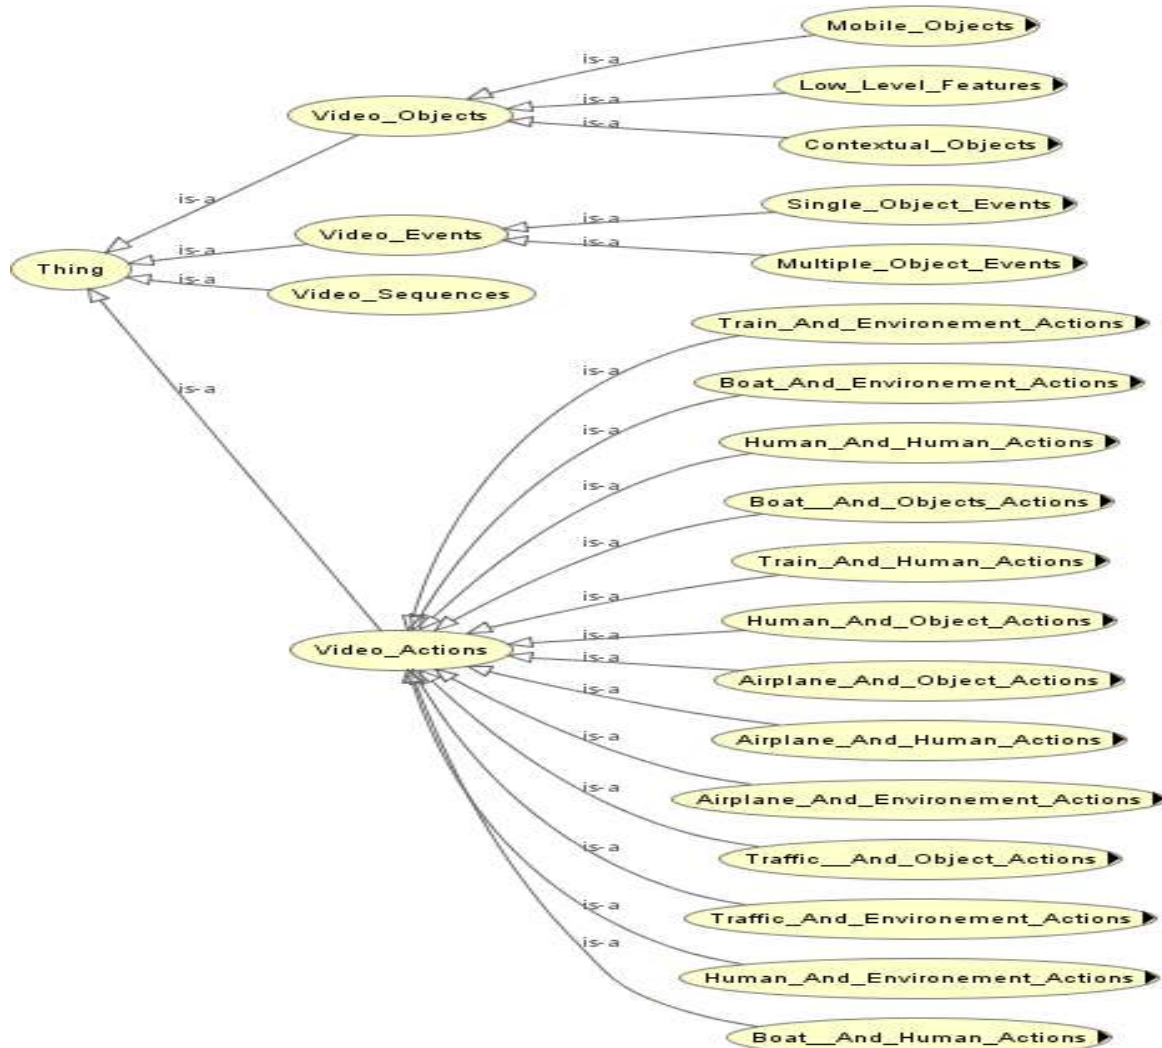 Mobile_Objects
is-a
Low_Level_Features
Video_Objects
is-a
is-a
Contextual_Objects
is-a
Single_Object_Events
is-a
Video_Events
is-a
is-a
Multiple_Object_Events
Thing
is-a
Video_Sequences
Train_And_Environement_Actions
is-a
is-a
Boat_And_Environement_Actions
is-a
Human_And_Human_Actions
is-a
Boat__And_Objects_Actions
is-a
Train_And_Human_Actions
is-a
Human_And_Object_Actions
is-a
Video_Actions
is-a
Airplane_And_Object_Actions
is-a
Airplane_And_Human_Actions
is-a
Airplane_And_Environement_Actions
is-a
Traffic__And_Object_Actions
is-a
Traffic_And_Environement_Actions
is-a
Human_And_Environement_Actions
Boat__And_Human_Actions